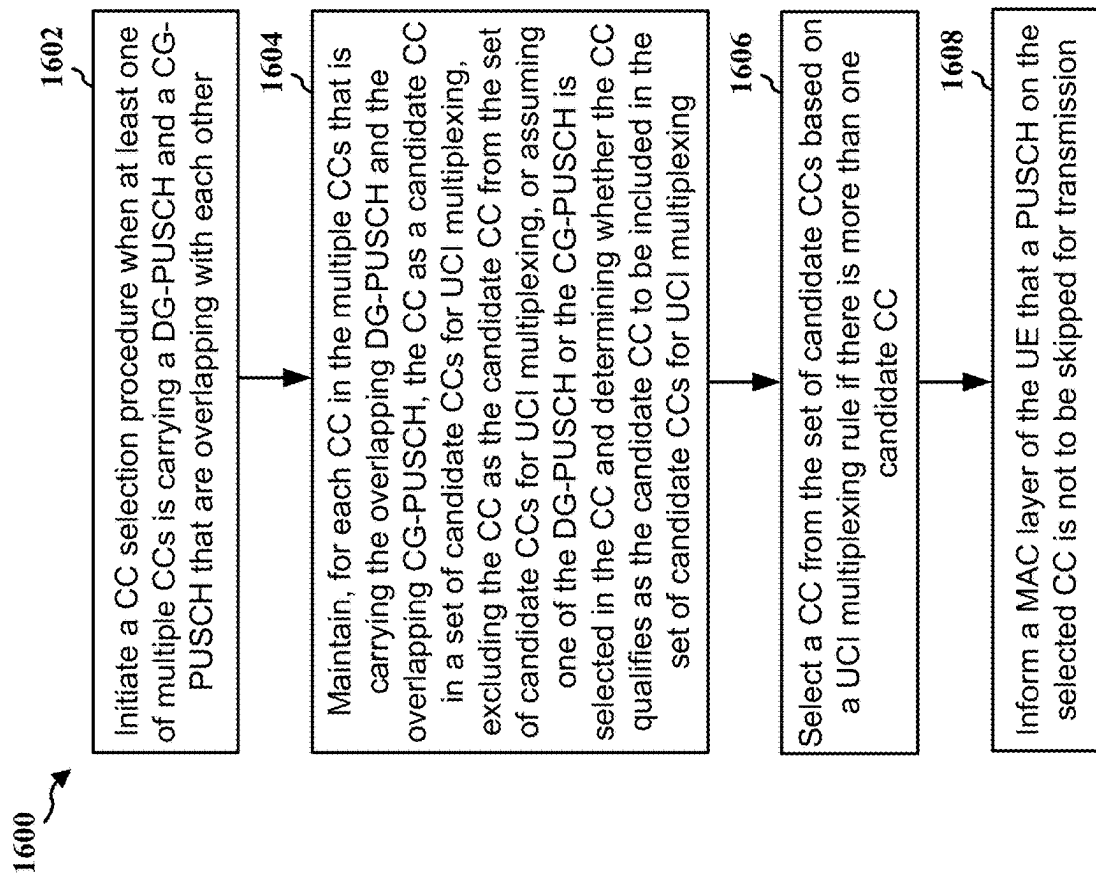 1600
1602
Initiate a CC selection procedure when at least one
of multiple CCs is carrying a DG-PUSCH and a CG-
PUSCH that are overlapping with each other
1604
Maintain, for each CC in the multiple CCs that is
carrying the overlapping DG-PUSCH and the
overlapping CG-PUSCH, the CC as a candidate CC
in a set of candidate CCs for UCI multiplexing,
excluding the CC as the candidate CC from the set
of candidate CCs for UCI multiplexing, or assuming
one of the DG-PUSCH or the CG-PUSCH is
selected in the CC and determining whether the CC
qualifies as the candidate CC to be included in the
set of candidate CCs for UCI multiplexing
1606
Select a CC from the set of candidate CCs based on
a UCI multiplexing rule if there is more than one
candidate CC
1608
Inform a MAC layer of the UE that a PUSCH on the
selected CC is not to be skipped for transmission